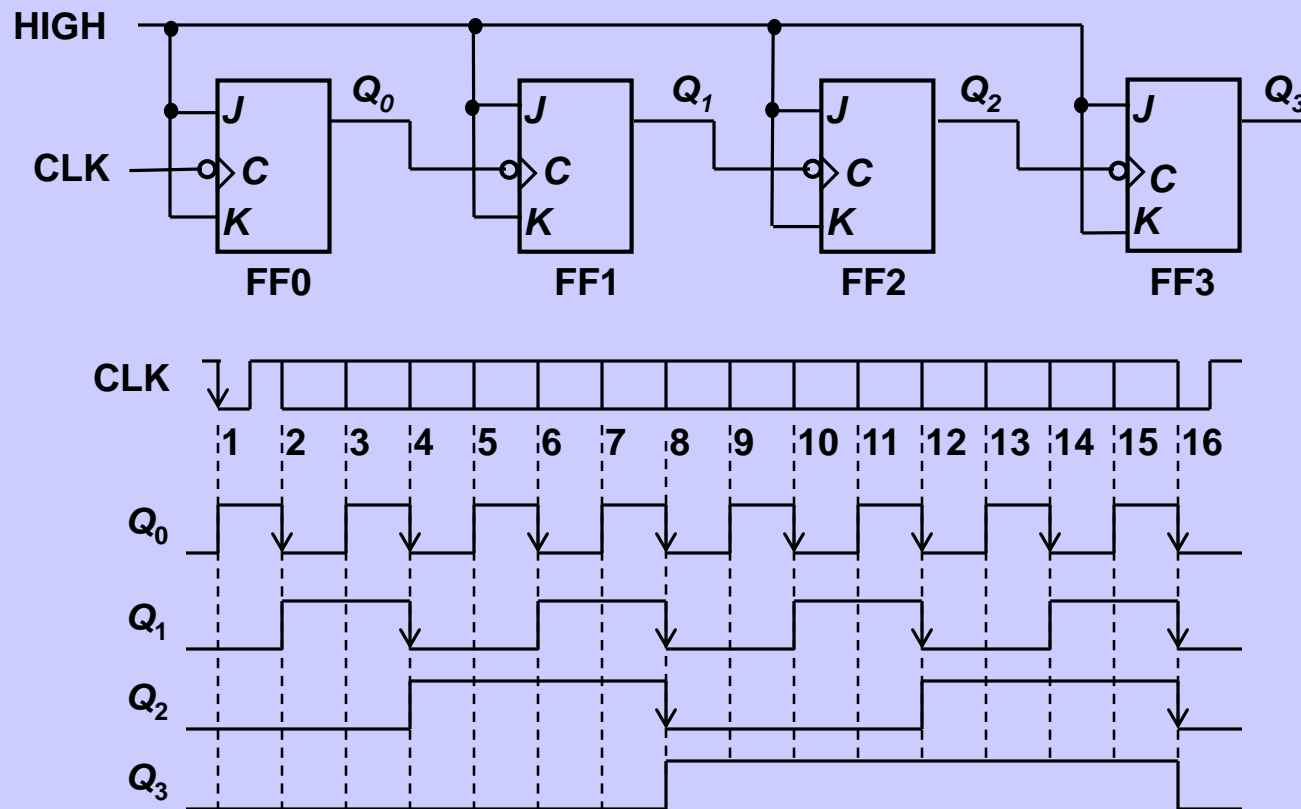 HIGH
Q0 Q1 Q2 Q3
J J J J
CLK C C C C
K K K K
FF0 FF1 FF2 FF3
CLK
1 2 3 4 5 6 7 8 9 10 11 12 13 14 15 16
Q0
Q1
Q2
Q3